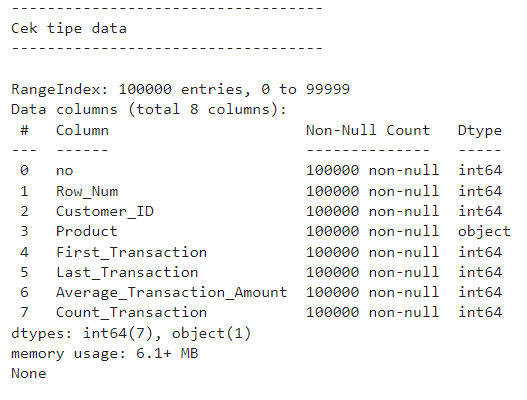 -----------------------------------
Cek tipe data
-----------------------------------
RangeIndex: 100000 entries, 0 to 99999
Data columns (total 8 columns):
 #   Column                      Non-Null Count   Dtype
---  ------                      --------------   -----
 0   no                          100000 non-null  int64
 1   Row_Num                     100000 non-null  int64
 2   Customer_ID                 100000 non-null  int64
 3   Product                     100000 non-null  object
 4   First_Transaction           100000 non-null  int64
 5   Last_Transaction            100000 non-null  int64
 6   Average_Transaction_Amount  100000 non-null  int64
 7   Count_Transaction           100000 non-null  int64
dtypes: int64(7), object(1)
memory usage: 6.1+ MB
None